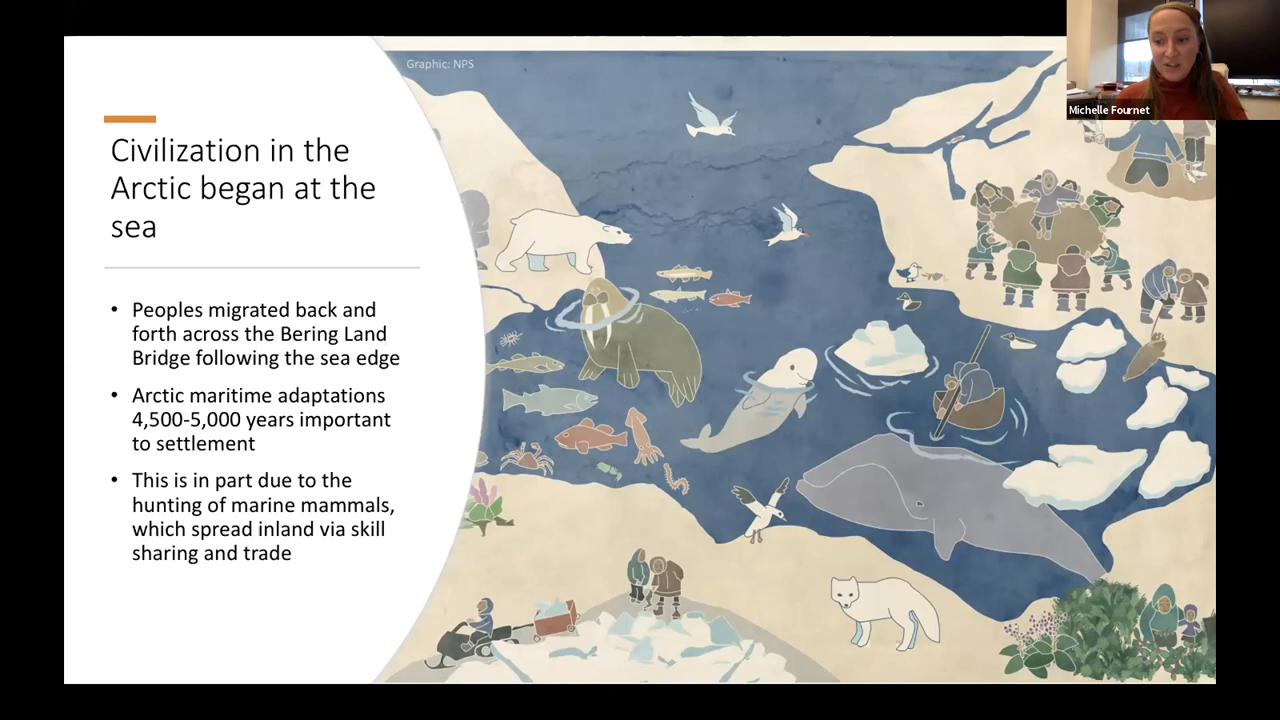 Graphic: NPS
Michelle Fournet
Civilization in the
Arctic began at the
sea
• Peoples migrated back and
forth across the Bering Land
Bridge following the sea edge
• Arctic maritime adaptations
4,500-5,000 years important
to settlement
• This is in part due to the
hunting of marine mammals,
which spread inland via skill
sharing and trade